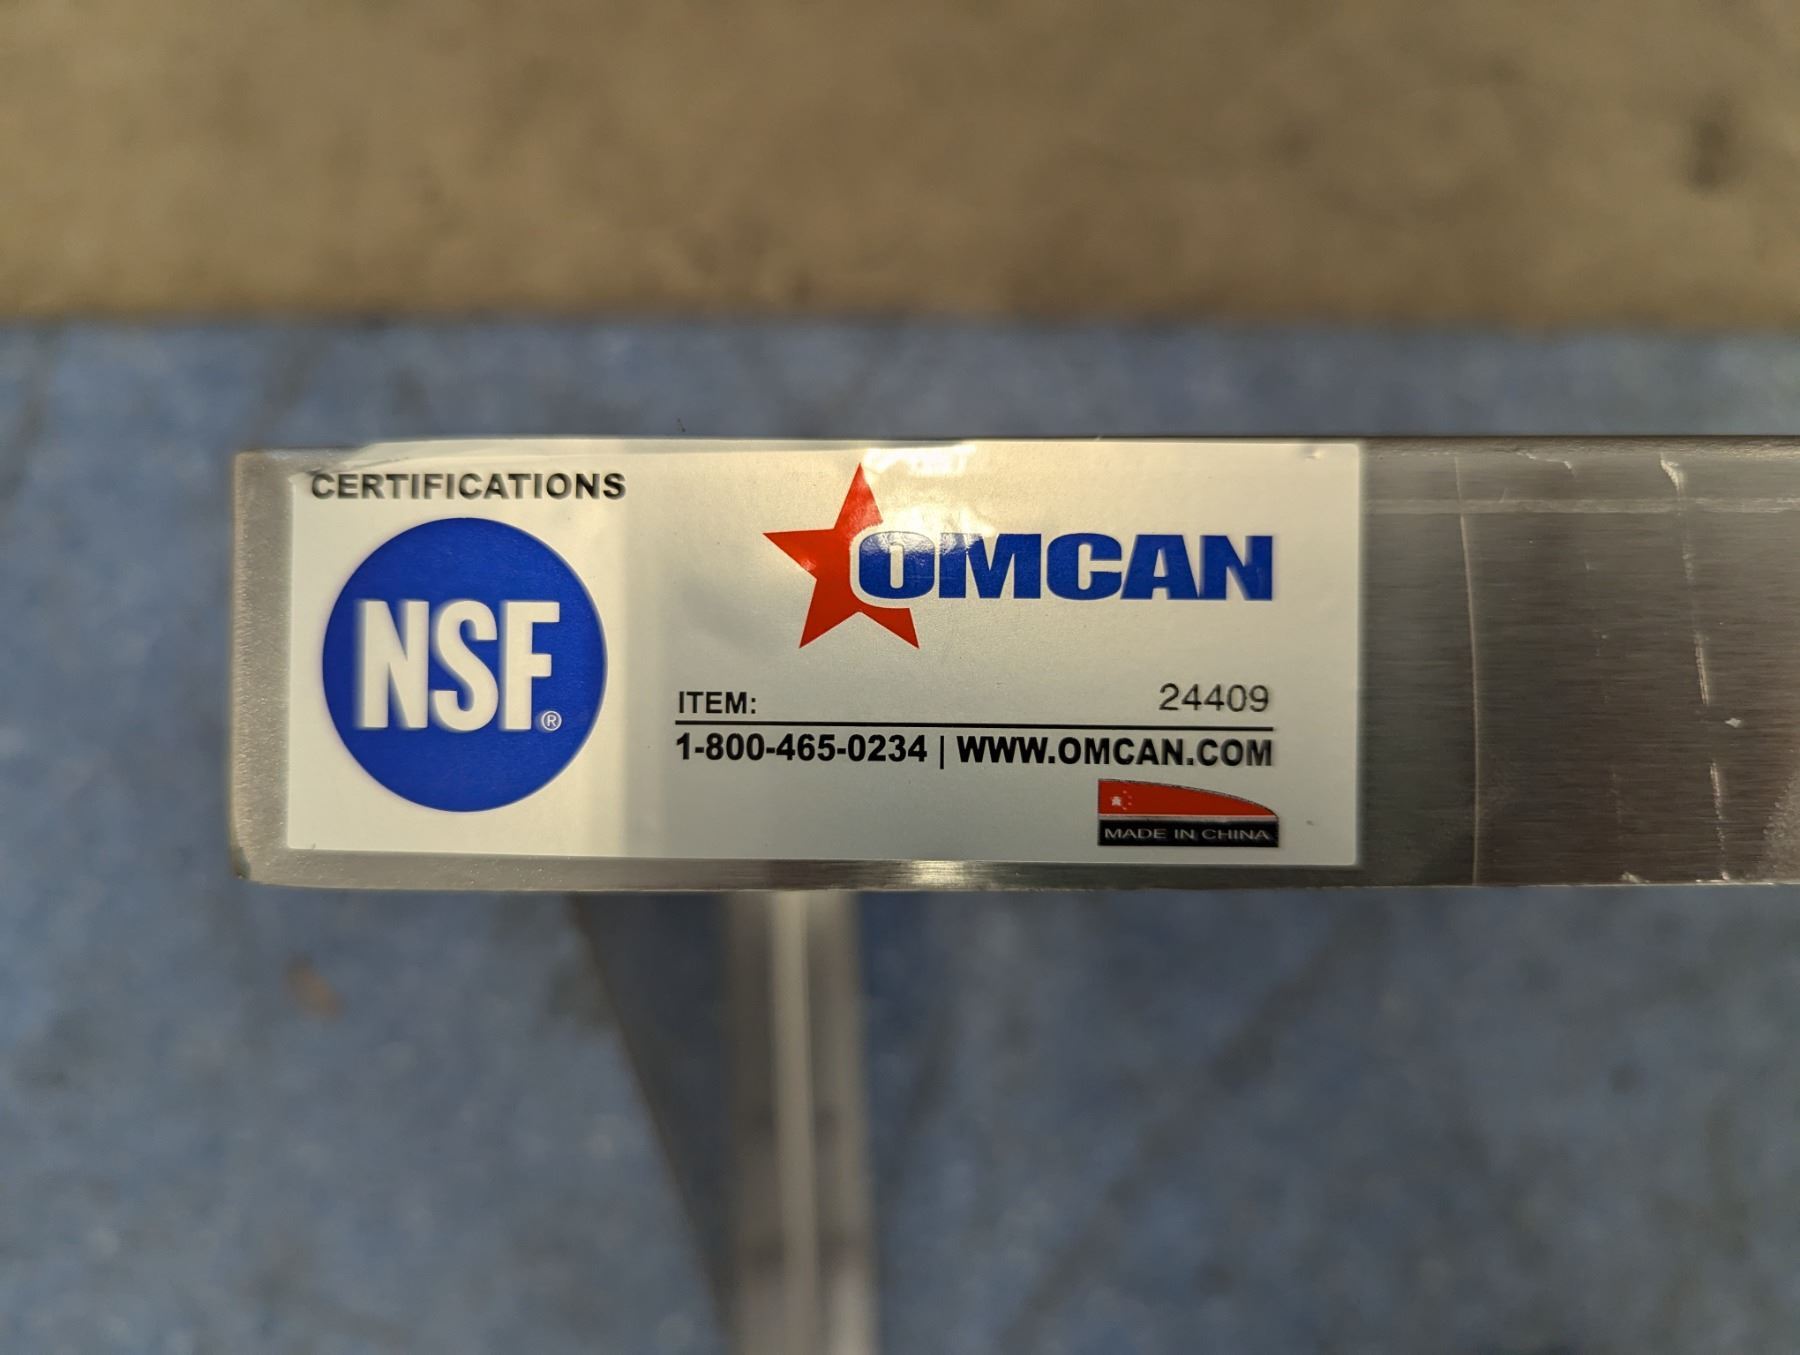 CERTIFICATIONS
NSF®
OMCAN
ITEM: 24409
1-800-465-0234 | WWW.OMCAN.COM
MADE IN CHINA